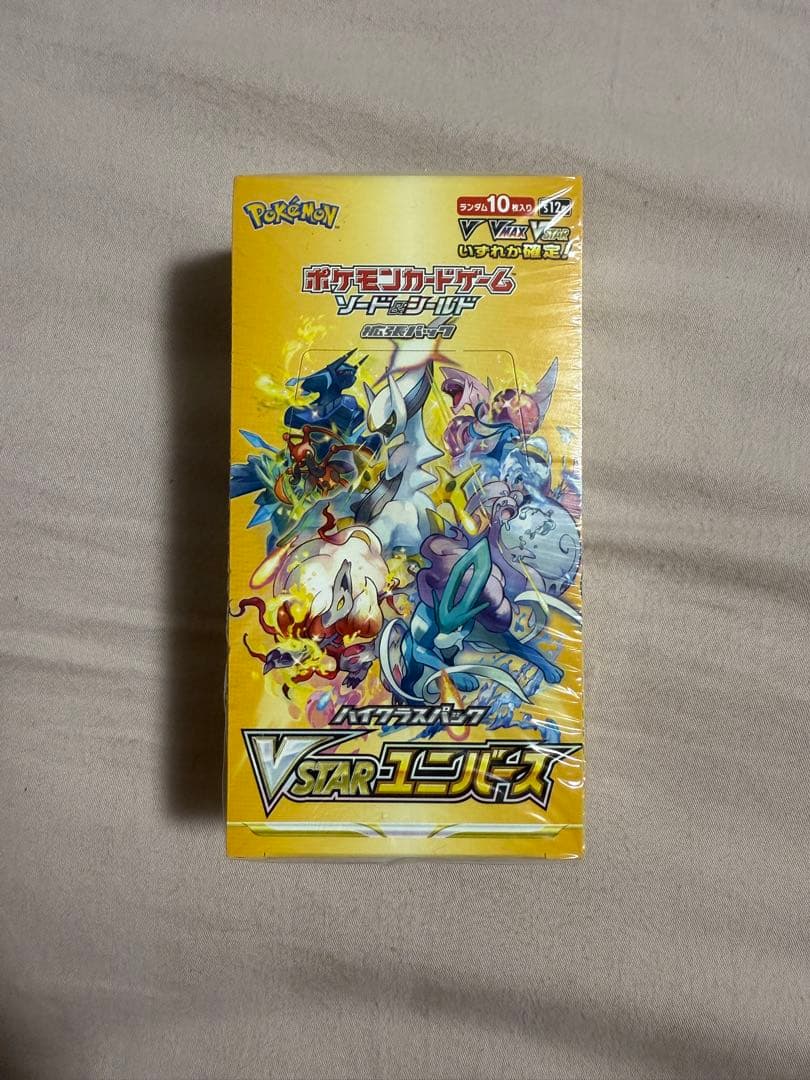 POKéMON
ランダム10枚入り s12a
V VMAX VSTAR
いずれか確定!
ポケモンカードゲーム
ソード&シールド
拡張パック
ハイクラスパック
VSTARユニバース